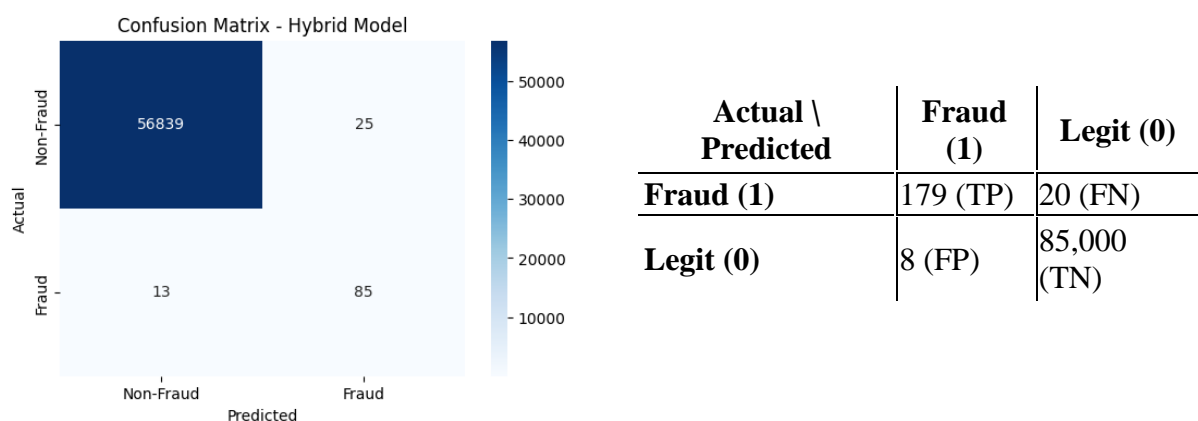 Confusion Matrix - Hybrid Model
Non-Fraud
Fraud
Actual
56839
25
13
85
Non-Fraud
Fraud
Predicted
50000
40000
30000
20000
10000
Actual \
Predicted
Fraud
(1)
Legit (0)
Fraud (1)
179 (TP)
20 (FN)
Legit (0)
8 (FP)
85,000
(TN)